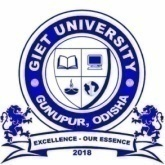 GIET UNIVERSITY
GUNUPUR, ODISHA
EXCELLENCE - OUR ESSENCE
2018